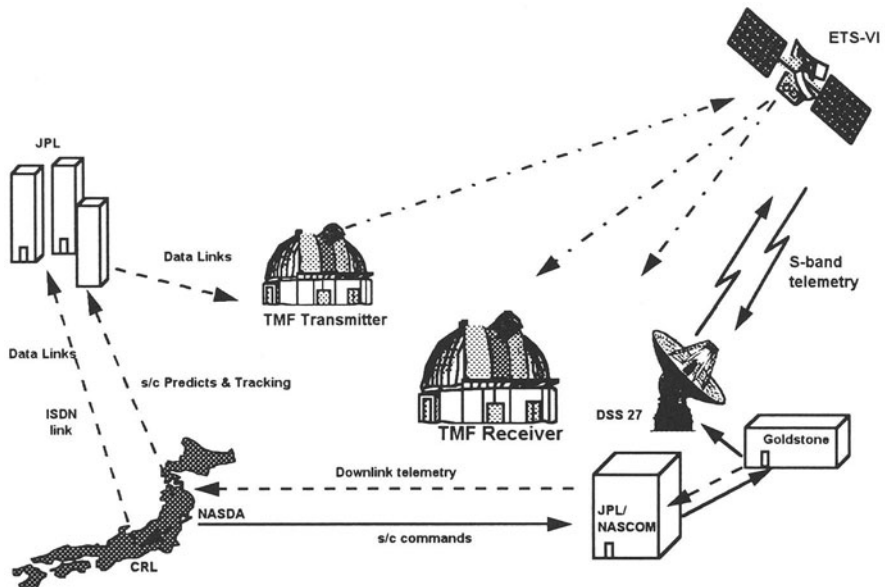 ETS-VI
JPL
Data Links
S-band
telemetry
TMF Transmitter
Data Links
s/c Predicts & Tracking
ISDN
link
TMF Receiver
DSS 27
Goldstone
Downlink telemetry
JPL/
NASCOM
NASDA
s/c commands
CRL